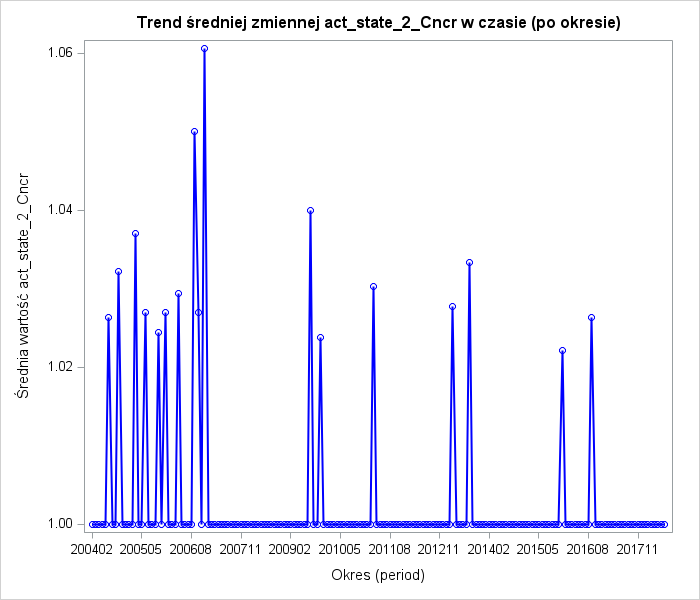 Trend średniej zmiennej act_state_2_Cncr w czasie (po okresie)
1.06
1.04
1.02
1.00
Średnia wartość act_state_2_Cncr
200402 200505 200608 200711 200902 201005 201108 201211 201402 201505 201608 201711
Okres (period)